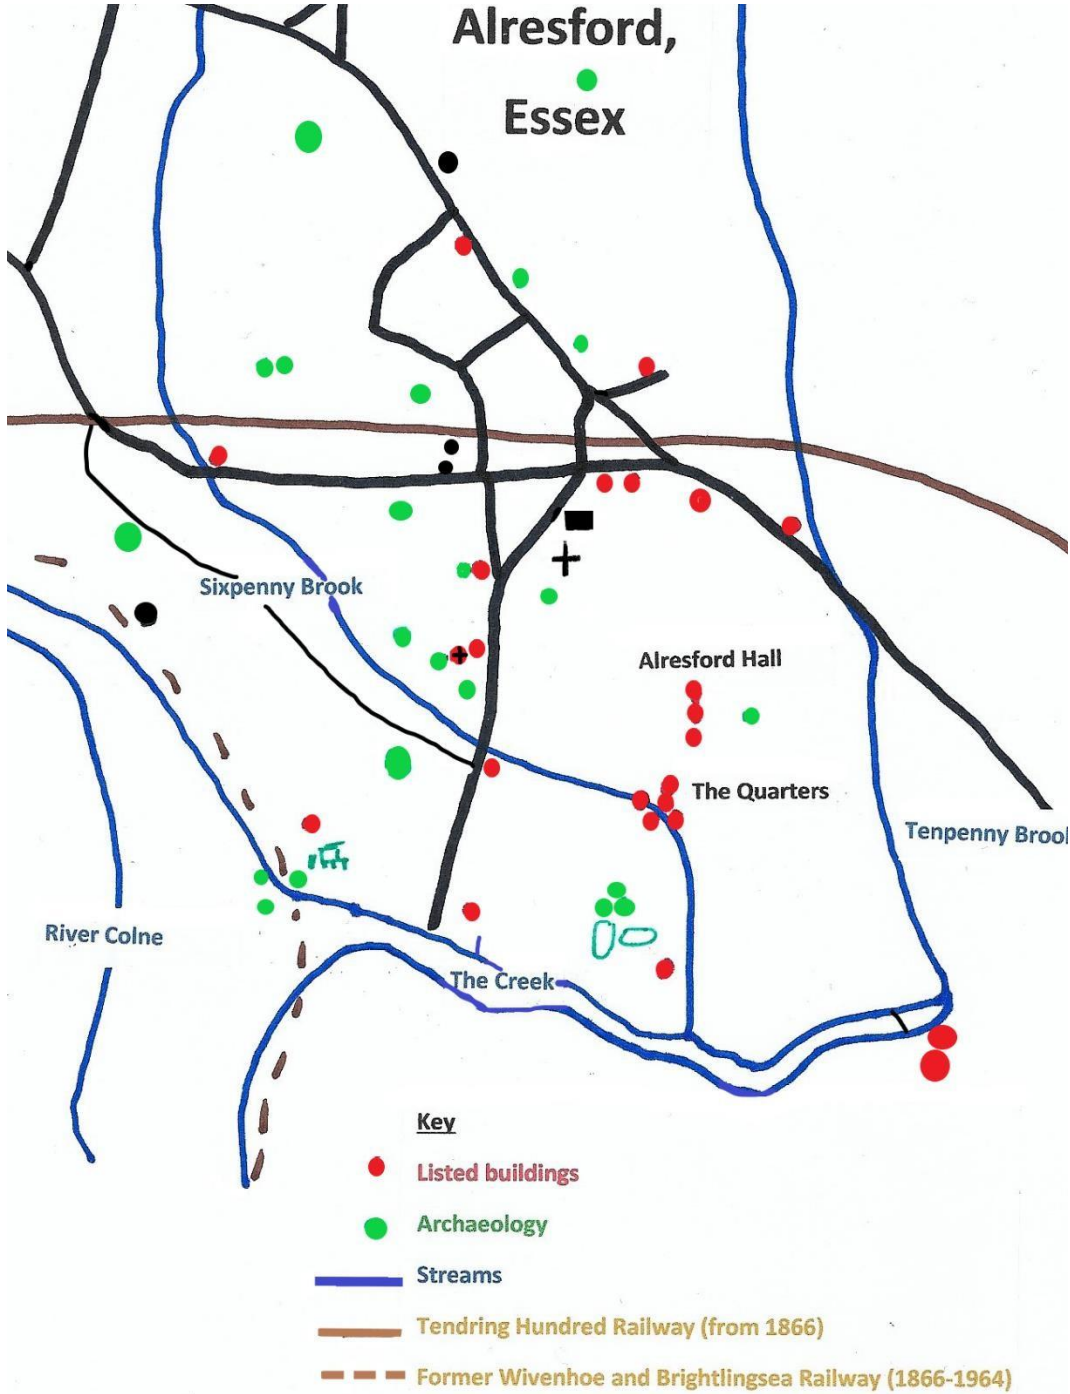 Alresford,
Essex
Sixpenny Brook
Alresford Hall
The Quarters
Tenpenny Brook
River Colne
The Creek
Key
Listed buildings
Archaeology
Streams
Tendring Hundred Railway (from 1866)
Former Wivenhoe and Brightlingsea Railway (1866-1964)